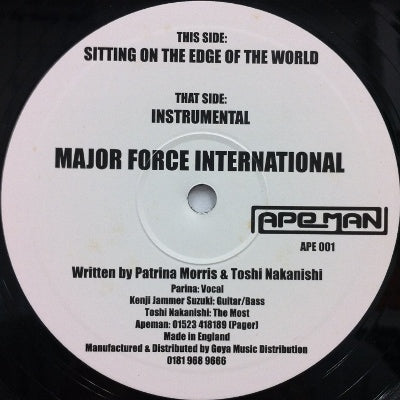 THIS SIDE:
SITTING ON THE EDGE OF THE WORLD
THAT SIDE:
INSTRUMENTAL
MAJOR FORCE INTERNATIONAL
APE MAN
APE 001
Written by Patrina Morris & Toshi Nakanishi
Parina: Vocal
Kenji Jammer Suzuki: Guitar/Bass
Toshi Nakanishi: The Most
Apeman: 01523 418189 (Pager)
Made in England
Manufactured & Distributed by Goya Music Distribution
0181 968 9666